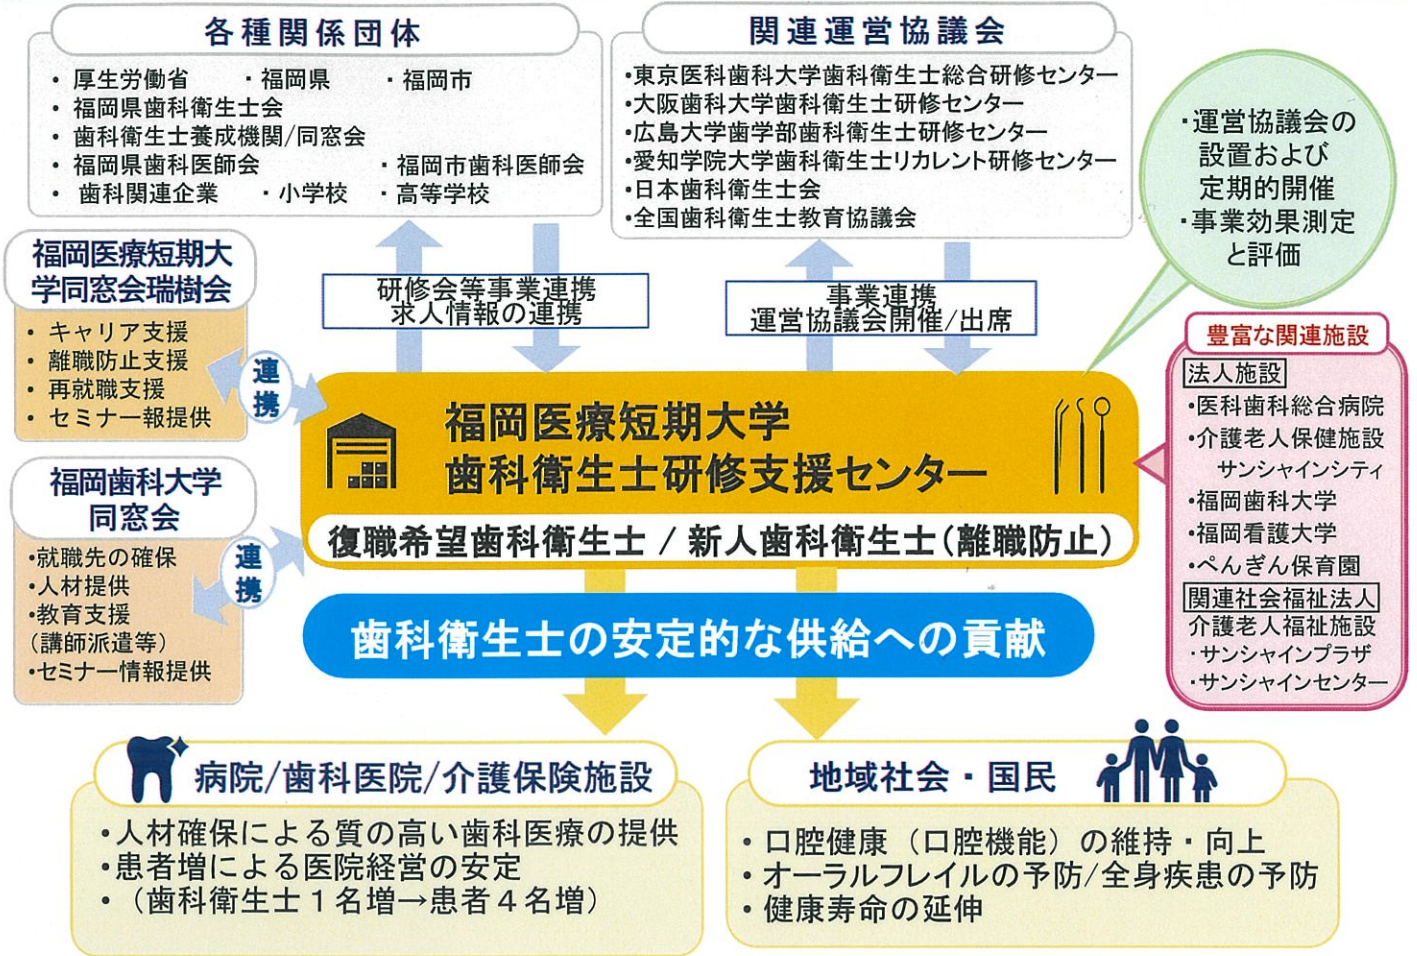 各種関係団体
・ 厚生労働省　・福岡県　・福岡市
・ 福岡県歯科衛生士会
・ 歯科衛生士養成機関/同窓会
・ 福岡県歯科医師会　・福岡市歯科医師会
・ 歯科関連企業　・小学校　・高等学校
関連運営協議会
・東京医科歯科大学歯科衛生士総合研修センター
・大阪歯科大学歯科衛生士研修センター
・広島大学歯学部歯科衛生士研修センター
・愛知学院大学歯科衛生士リカレント研修センター
・日本歯科衛生士会
・全国歯科衛生士教育協議会
・運営協議会の
設置および
定期的開催
・事業効果測定
と評価
福岡医療短期大
学同窓会瑞樹会
・ キャリア支援
・ 離職防止支援
・ 再就職支援
・ セミナー報提供
連
携
研修会等事業連携
求人情報の連携
事業連携
運営協議会開催/出席
福岡歯科大学
同窓会
・就職先の確保
・人材提供
・教育支援
(講師派遣等)
・セミナー情報提供
連
携
福岡医療短期大学
歯科衛生士研修支援センター
復職希望歯科衛生士 / 新人歯科衛生士(離職防止)
豊富な関連施設
法人施設
・医科歯科総合病院
・介護老人保健施設
サンシャインシティ
・福岡歯科大学
・福岡看護大学
・ぺんぎん保育園
関連社会福祉法人
介護老人福祉施設
・サンシャインプラザ
・サンシャインセンター
歯科衛生士の安定的な供給への貢献
病院/歯科医院/介護保険施設
・人材確保による質の高い歯科医療の提供
・患者増による医院経営の安定
・（歯科衛生士１名増→患者４名増）
地域社会・国民
・口腔健康（口腔機能）の維持・向上
・オーラルフレイルの予防/全身疾患の予防
・健康寿命の延伸